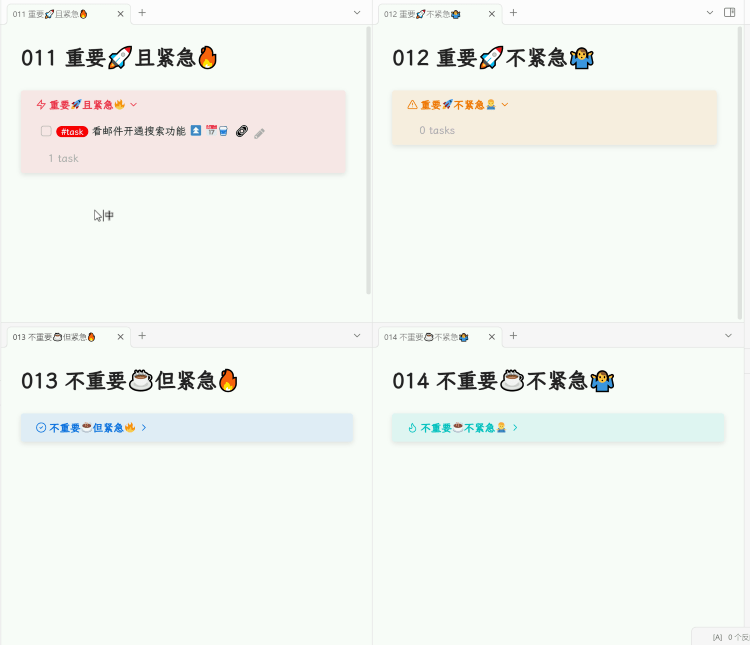 011 重要🚀且紧急🔥
012 重要🚀不紧急🤷
011 重要🚀且紧急🔥
012 重要🚀不紧急🤷
重要🚀且紧急🔥
#task 看邮件开通搜索功能 ⏫ 📅
1 task
重要🚀不紧急🤷
0 tasks
中
013 不重要☕但紧急🔥
014 不重要☕不紧急🤷
013 不重要☕但紧急🔥
014 不重要☕不紧急🤷
不重要☕但紧急🔥
不重要☕不紧急🤷
[A] 0 个反